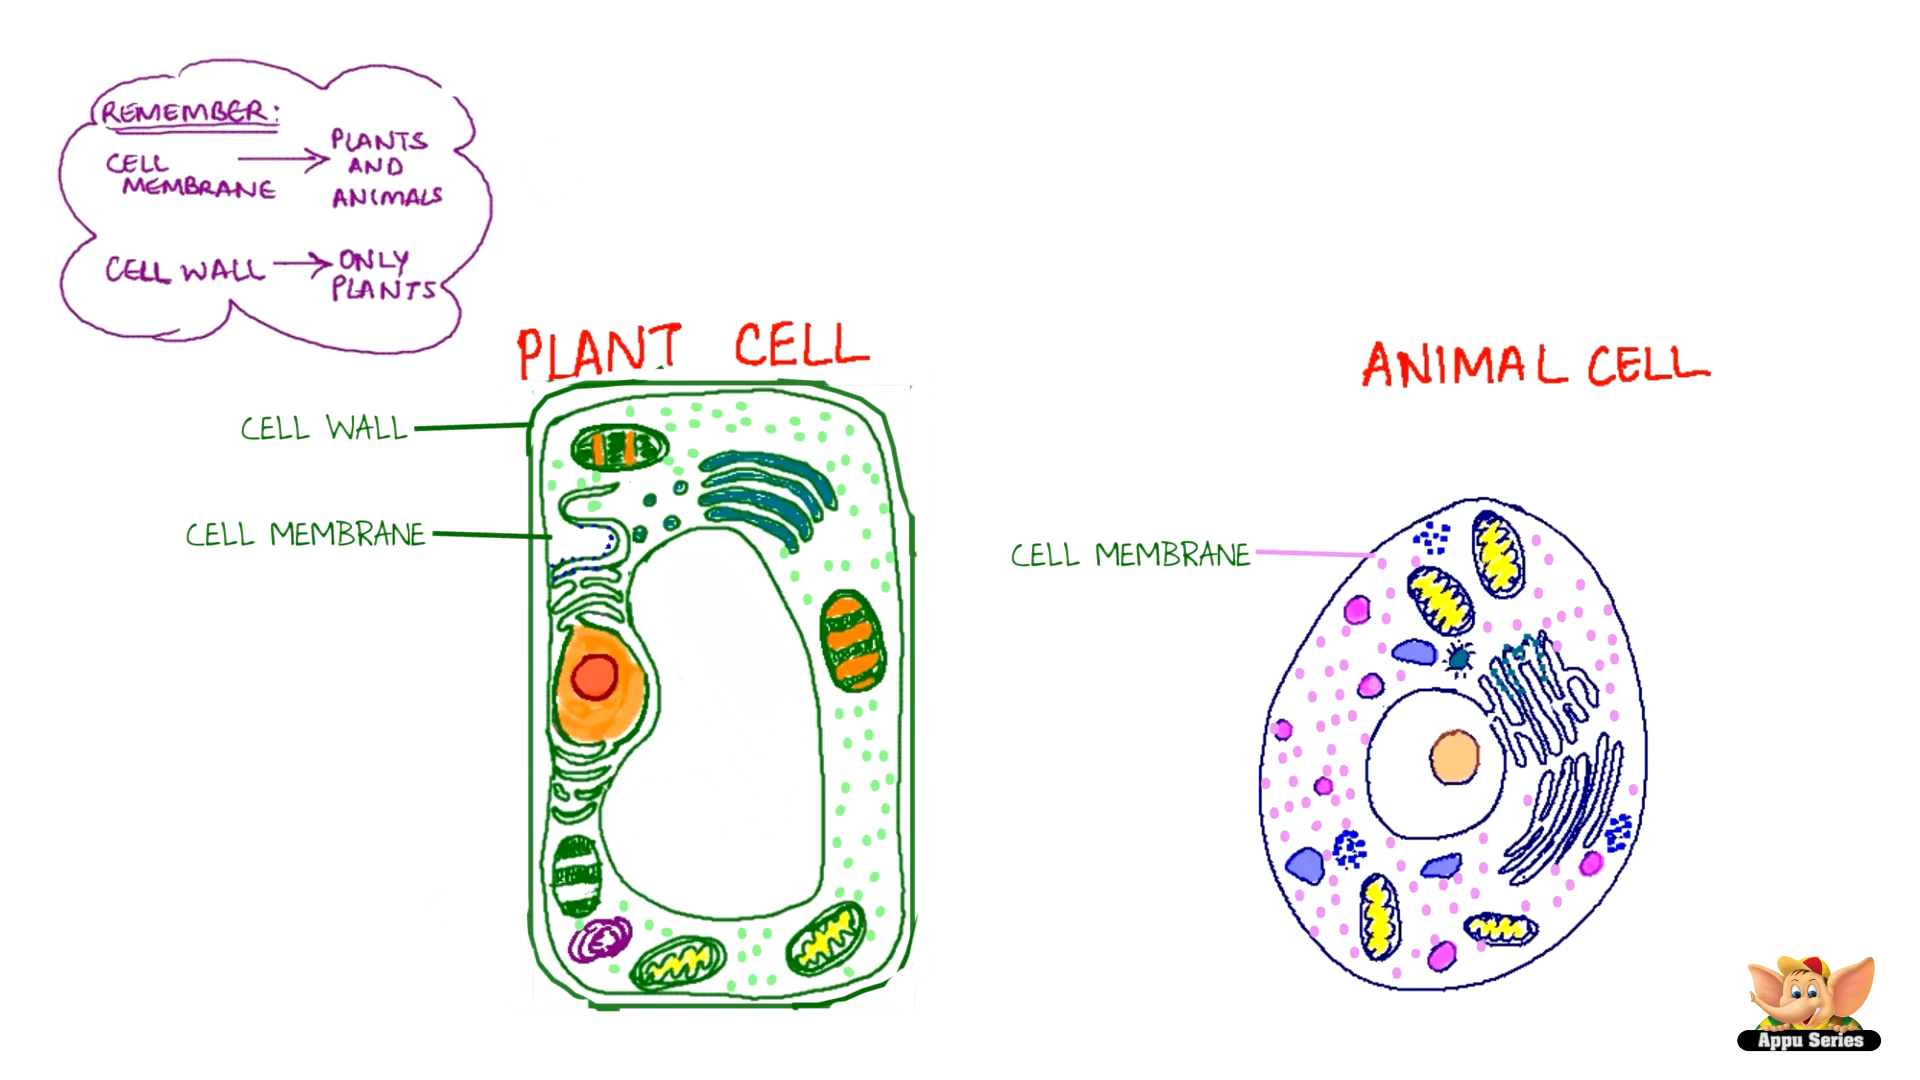 REMEMBER:
CELL MEMBRANE → PLANTS AND ANIMALS
CELL WALL → ONLY PLANTS
PLANT CELL
CELL WALL
CELL MEMBRANE
ANIMAL CELL
CELL MEMBRANE
Appu Series